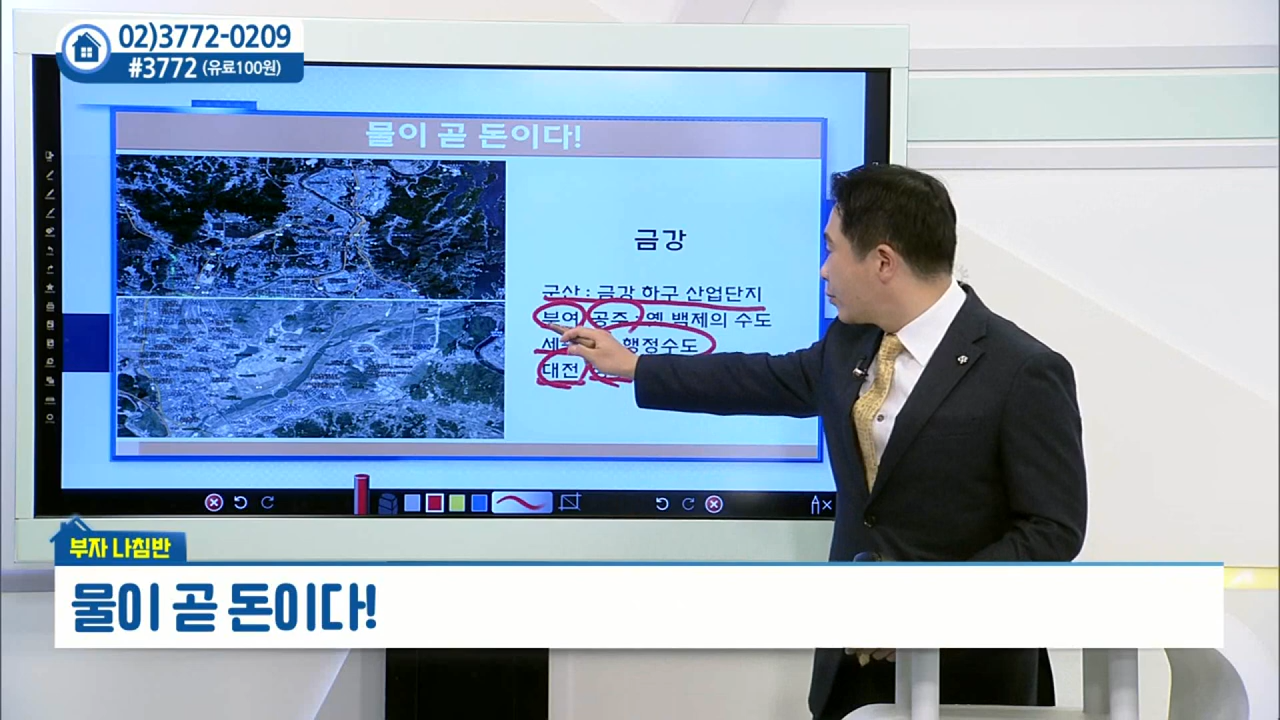 02)3772-0209
#3772 (유료100원)
물이 곧 돈이다!
금강
군산 : 금강 하구 산업단지
부여 공주 : 옛 백제의 수도
행정수도
대전
부자 나침반
물이 곧 돈이다!